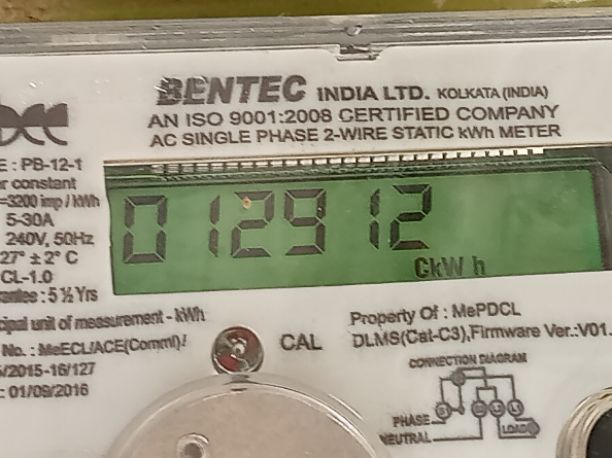 BENTEC INDIA LTD. KOLKATA (INDIA)
AN ISO 9001:2008 CERTIFIED COMPANY
AC SINGLE PHASE 2-WIRE STATIC kWh METER
E : PB-12-1
constant
=3200 imp / kWh
5-30A
240V, 50Hz
27° ± 2° C
CL-1.0
: 5 ½ Yrs
012912
CkW h
unit of measurement - kWh
No. : MeECL/ACE(Comml)/
/2015-16/127
: 01/09/2016
CAL
Property Of : MePDCL
DLMS(Cat-C3),Firmware Ver.:V01.
CONNECTION DIAGRAM
PHASE
NEUTRAL
LOAD